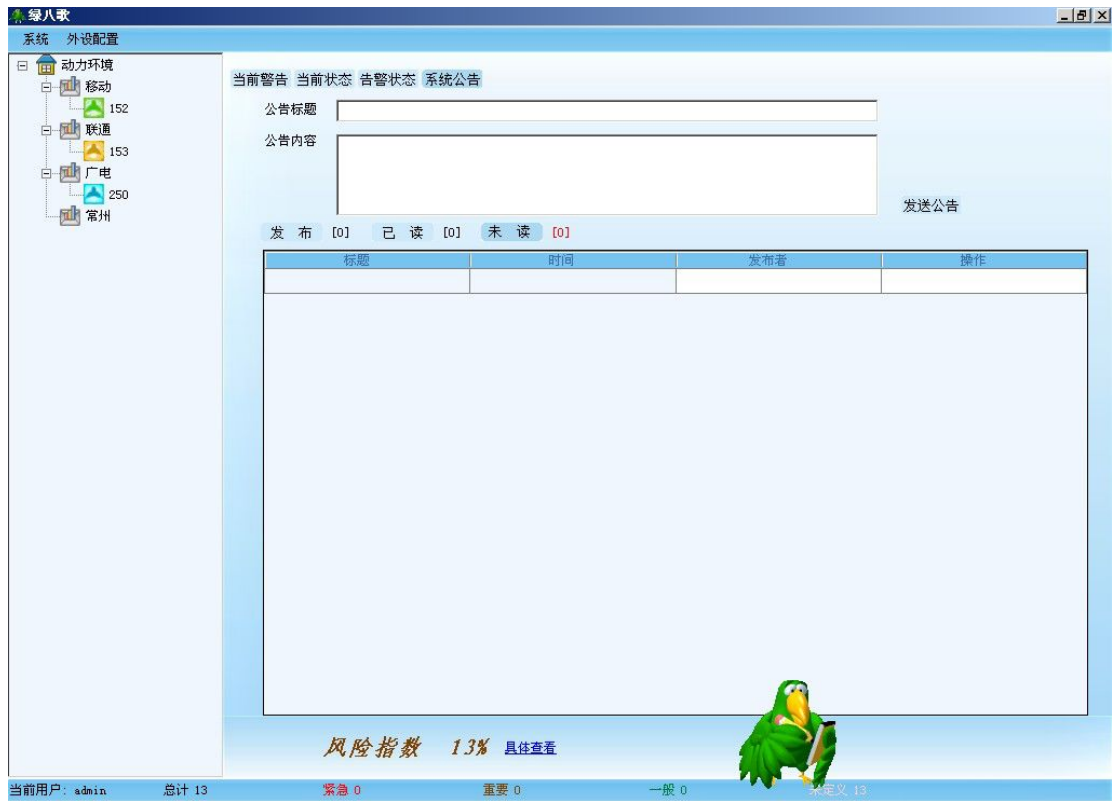 绿八歌
系统 外设配置
动力环境
移动
152
联通
153
广电
250
常州
当前警告 当前状态 告警状态 系统公告
公告标题
公告内容
发送公告
发 布 [0] 已 读 [0] 未 读 [0]
标题 时间 发布者 操作
风险指数 13% 具体查看
当前用户: admin 总计 13 紧急 0 重要 0 一般 0 未定义 13